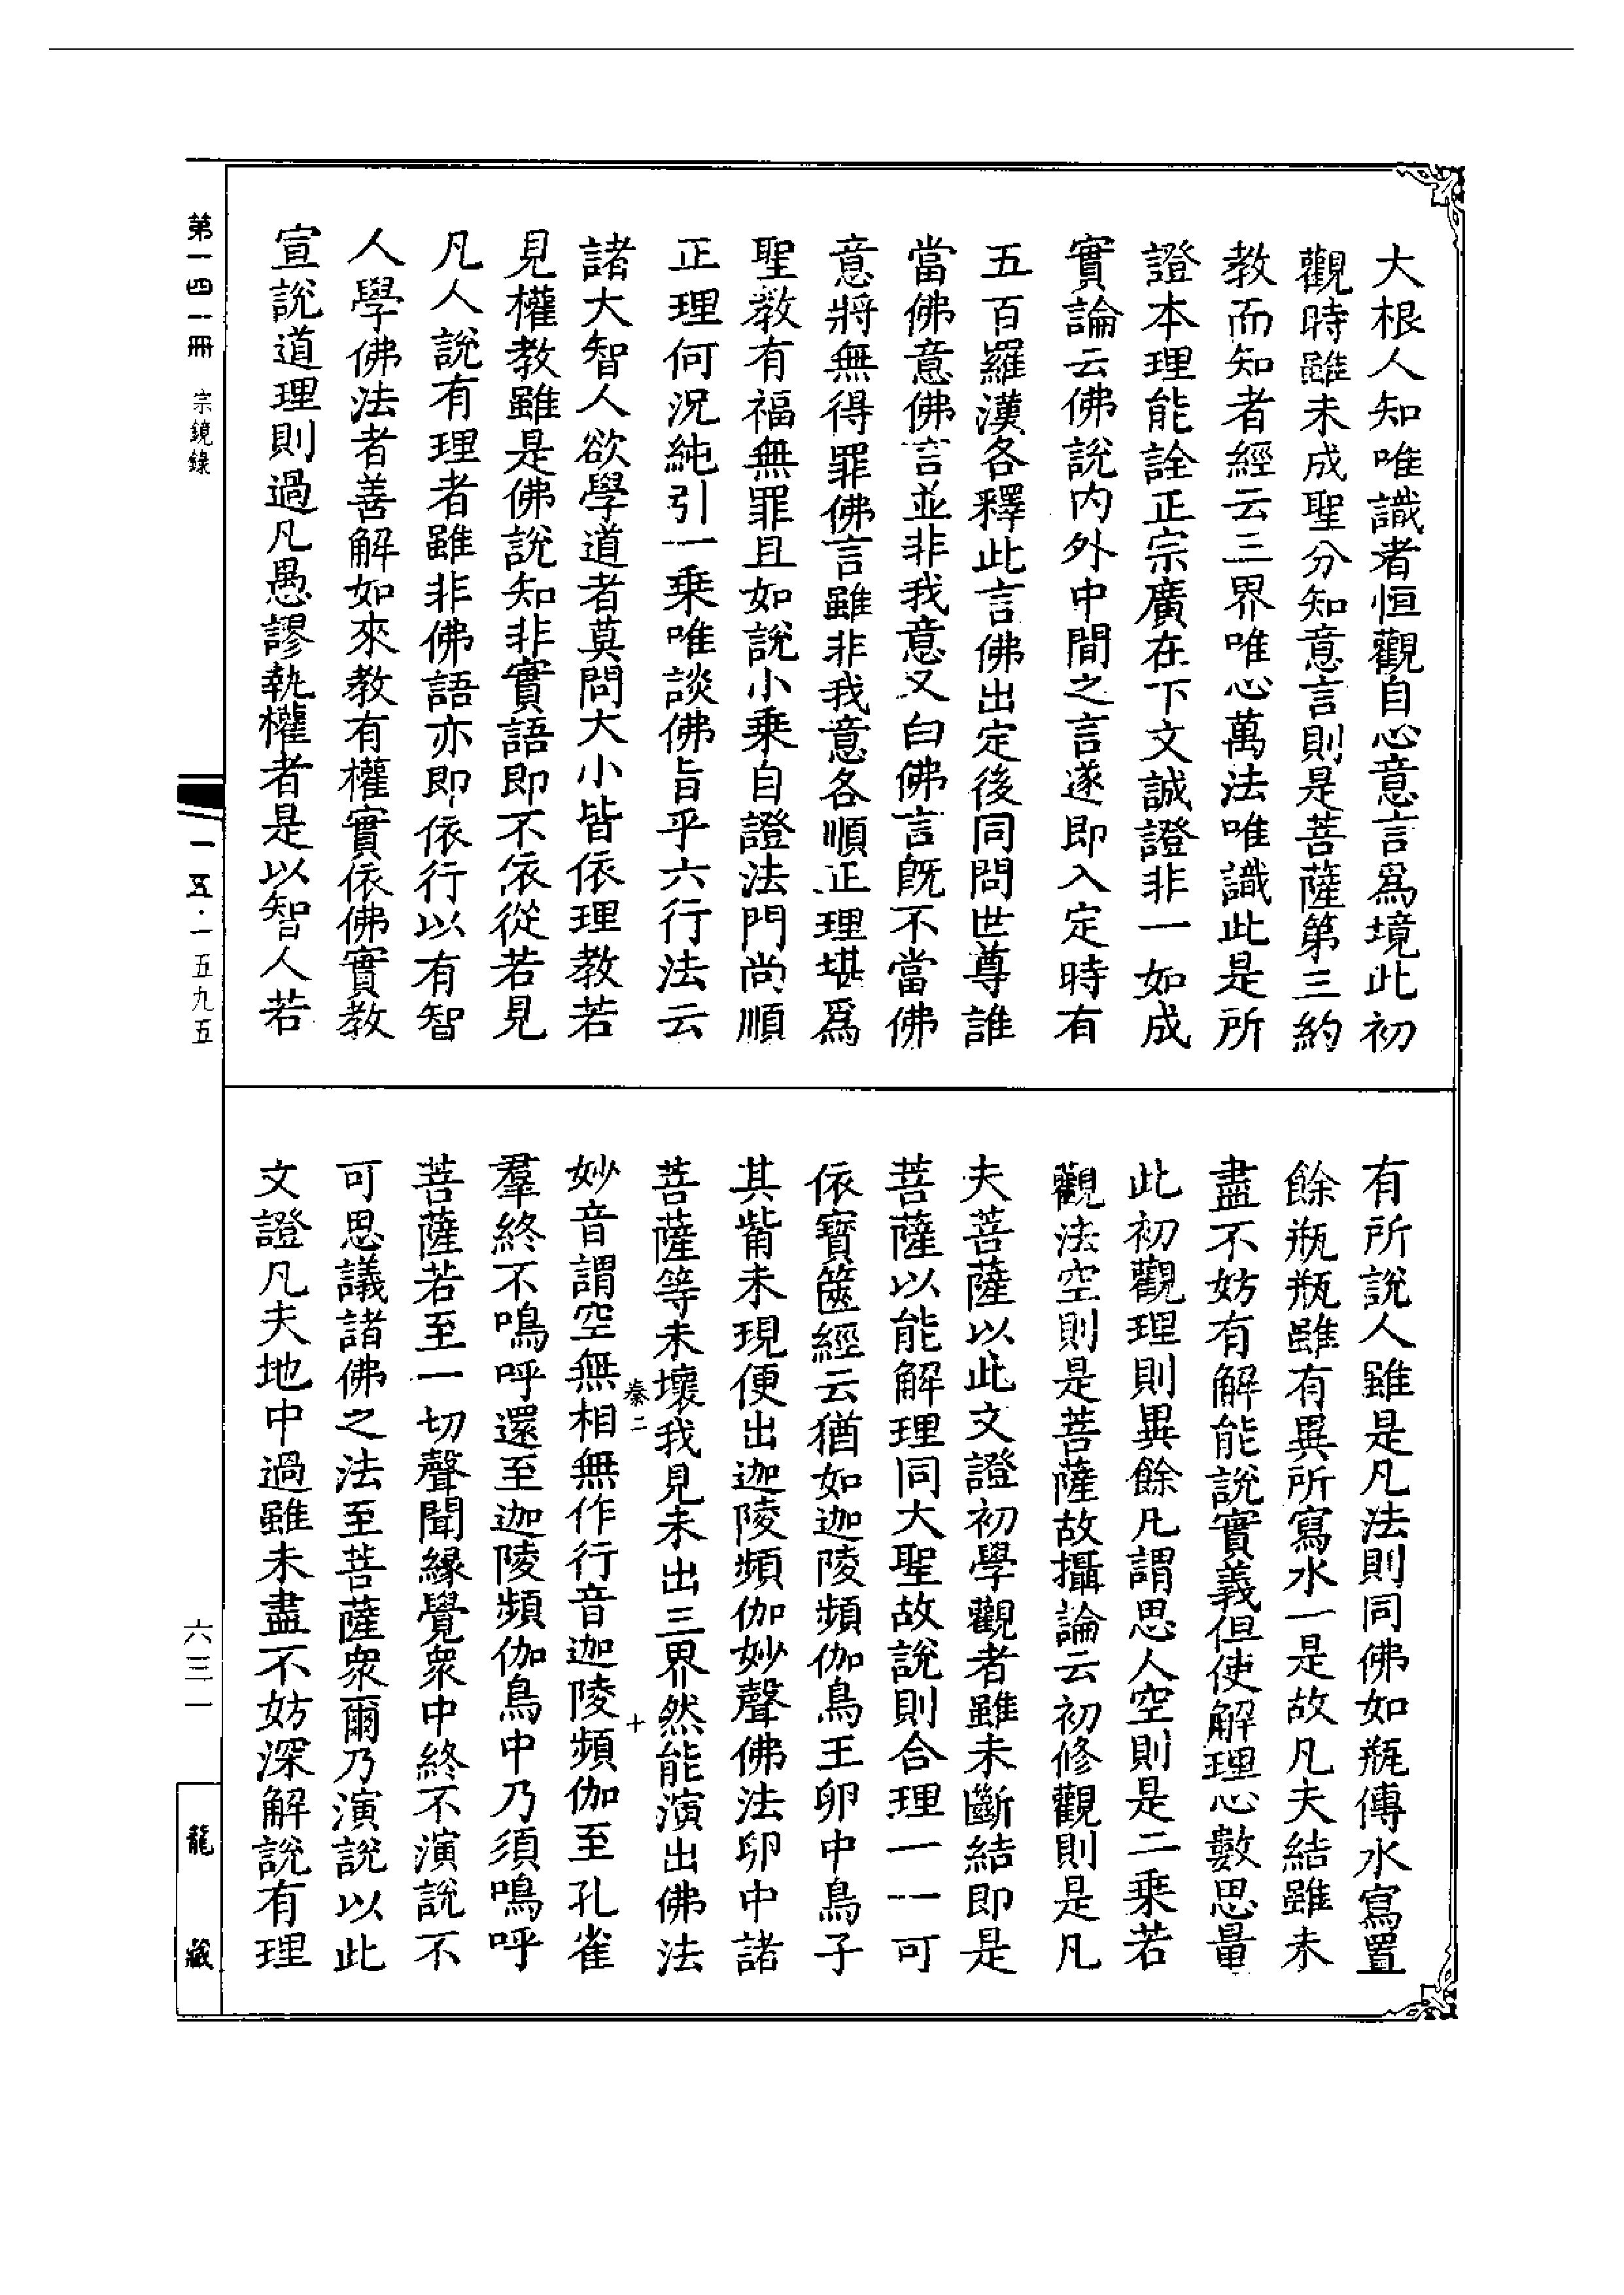 大根人知唯識者恒觀自心意言爲境此初
觀時雖未成聖分知意言則是菩薩第三約
教而知者經云三界唯心萬法唯識此是所
證本理能詮正宗廣在下文誠證非一如成
實論云佛說内外中間之言遂即入定時有
五百羅漢各釋此言佛出定後同問世尊誰
當佛意佛言並非我意又白佛言旣不當佛
意將無得罪佛言雖非我意各順正理堪爲
聖教有福無罪且如說小乘自證法門尚順
正理何況純引一乘唯談佛旨乎六行法云
諸大智人欲學道者莫問大小皆依理教若
見權教雖是佛說知非實語即不依從若見
凡人說有理者雖非佛語亦即依行以有智
人學佛法者善解如來教有權實依佛實教
宣說道理則過凡愚謬執權者是以智人若
有所說人雖是凡法則同佛如瓶傳水寫置
餘瓶瓶雖有異所寫水一是故凡夫結雖未
盡不妨有解能說實義但使解理心數思量
此初觀理則異餘凡謂思人空則是二乘若
觀法空則是菩薩故攝論云初修觀則是凡
夫菩薩以此文證初學觀者雖未斷結即是
菩薩以能解理同大聖故說則合理一一可
依寶篋經云猶如迦陵頻伽鳥王卵中鳥子
其觜未現便出迦陵頻伽妙聲佛法卵中諸
菩薩等未壞我見未出三界然能演出佛法
秦二
十
妙音謂空無相無作行音迦陵頻伽至孔雀
羣終不鳴呼還至迦陵頻伽鳥中乃須鳴呼
菩薩若至一切聲聞緣覺衆中終不演說不
可思議諸佛之法至菩薩衆爾乃演說以此
文證凡夫地中過雖未盡不妨深解說有理
第一四一冊
宗鏡錄
一五·一五九五
六三一
龍藏